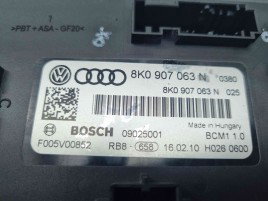 >PBT+ASA-GF20<
8K0 907 063 N 0380
8K0 907 063 N 025
Made in Hungary
BOSCH 09025001 BCM1 1.0
F005V00852 RB8-658 16.02.10 H026 0600